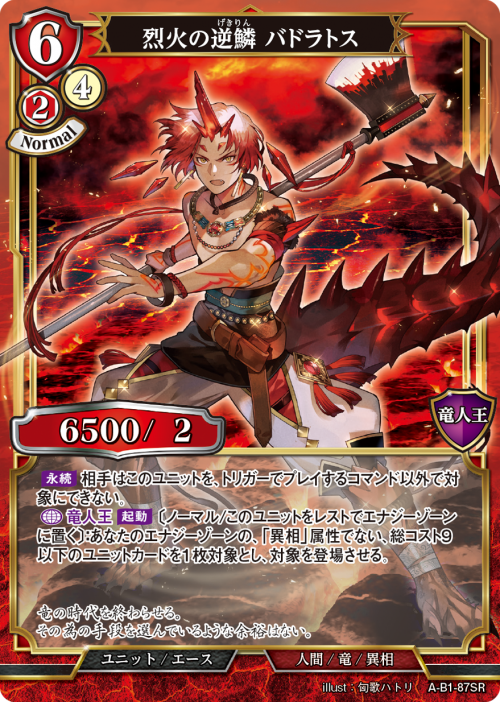 6
げきりん
烈火の逆鱗 バドラトス
4
2
Normal
6500/ 2
竜人王
永続 相手はこのユニットを、トリガーでプレイするコマンド以外で対
象にできない。
竜人王 起動 〔ノーマル/このユニットをレストでエナジーゾーン
に置く〕:あなたのエナジーゾーンの、「異相」属性でない、総コスト9
以下のユニットカードを1枚対象とし、対象を登場させる。
竜の時代を終わらせる。
その為の手段を選んでいるような余裕はない。
ユニット/エース
人間/竜/異相
illust:匈歌ハトリ A-B1-87SR